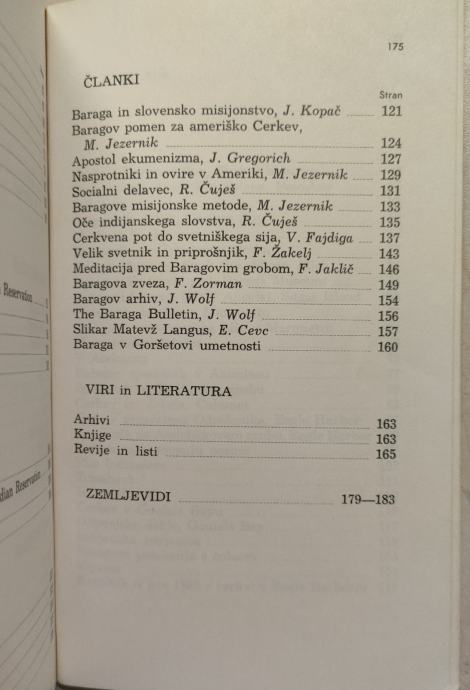 175
ČLANKI
Stran
Baraga in slovensko misijonstvo, J. Kopač 121
Baragov pomen za ameriško Cerkev,
M. Jezernik 124
Apostol ekumenizma, J. Gregorich 127
Nasprotniki in ovire v Ameriki, M. Jezernik 129
Socialni delavec, R. Čuješ 131
Baragove misijonske metode, M. Jezernik 133
Oče indijanskega slovstva, R. Čuješ 135
Cerkvena pot do svetniškega sija, V. Fajdiga 137
Velik svetnik in priprošnjik, F. Žakelj 143
Meditacija pred Baragovim grobom, F. Jaklič 146
Baragova zveza, F. Zorman 149
Baragov arhiv, J. Wolf 154
The Baraga Bulletin, J. Wolf 156
Slikar Matevž Langus, E. Cevc 157
Baraga v Goršetovi umetnosti 160
VIRI in LITERATURA
Arhivi 163
Knjige 163
Revije in listi 165
ZEMLJEVIDI 179—183
Reservation
dian Reservation